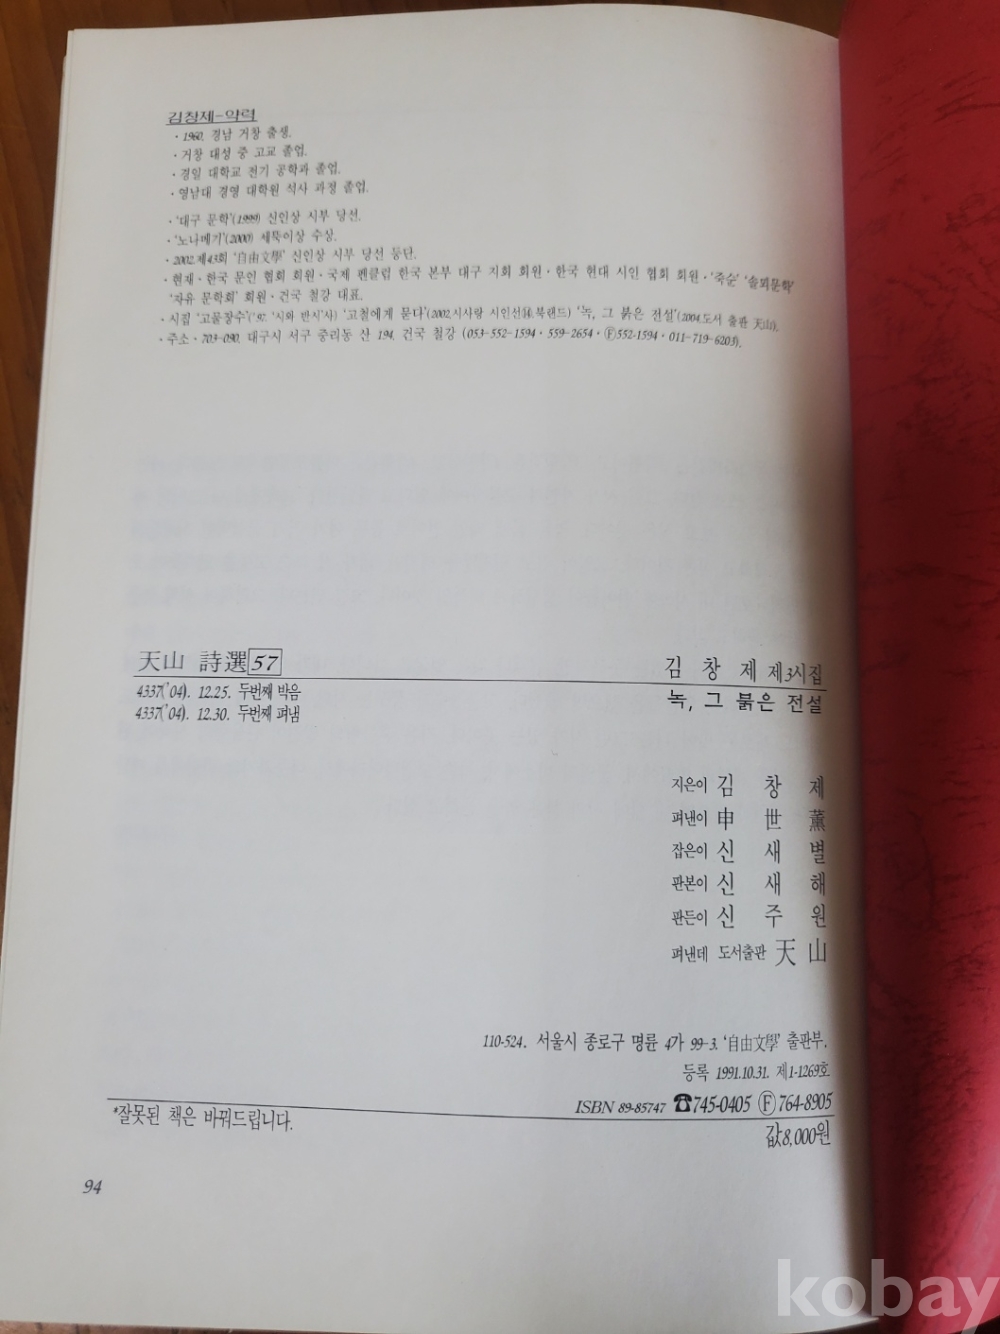 김창제-약력
· 1960. 경남 거창 출생.
· 거창 대성 중 고교 졸업.
· 경일 대학교 전기 공학과 졸업.
· 영남대 경영 대학원 석사 과정 졸업.
· '대구 문학'(1999) 신인상 시부 당선.
· '노나메기'(2000) 세뚝이상 수상.
· 2002. 제43회 '自由文學' 신인상 시부 당선 등단.
· 현재 · 한국 문인 협회 회원 · 국제 펜클럽 한국 본부 대구 지회 회원 · 한국 현대 시인 협회 회원 · '죽순' '솔뫼문학'
'자유 문학회' 회원 · 건국 철강 대표.
· 시집 '고물장수'('97. '시와 반시'사) '고철에게 묻다'(2002.시사랑 시인선 북랜드) '녹, 그 붉은 전설'(2004.도서 출판 天山).
· 주소 · 703-090. 대구시 서구 중리동 산 194. 건국 철강 (053-552-1594 · 559-2654 · Ⓕ552-1594 · 011-719-6203).
天山 詩選 57
김 창 제 제3시집
4337('04). 12.25. 두번째 박음
녹, 그 붉은 전설
4337('04). 12.30. 두번째 펴냄
지은이 김 창 제
펴낸이 申 世 薰
잡은이 신 새 별
판본이 신 새 해
판든이 신 주 원
펴낸데 도서출판 天 山
110-524. 서울시 종로구 명륜 4가 99-3. '自由文學' 출판부.
등록 1991.10.31. 제1-1269호
ISBN 89-85747 ☎745-0405 Ⓕ764-8905
*잘못된 책은 바꿔드립니다.
값8,000원
94
kobay